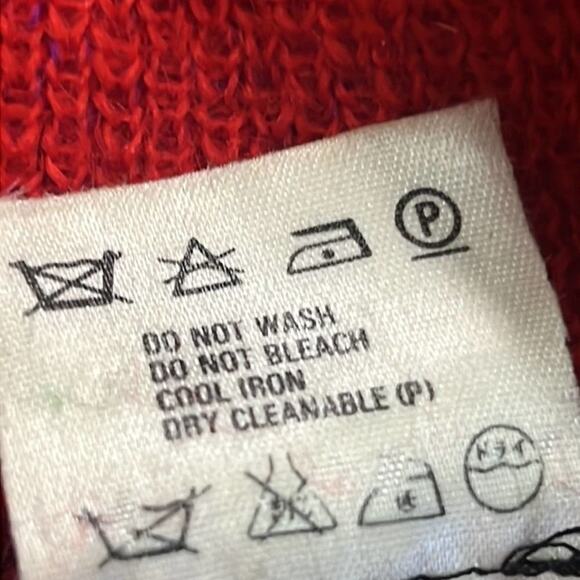 P
DO NOT WASH
DO NOT BLEACH
COOL IRON
DRY CLEANABLE (P)
ドライ